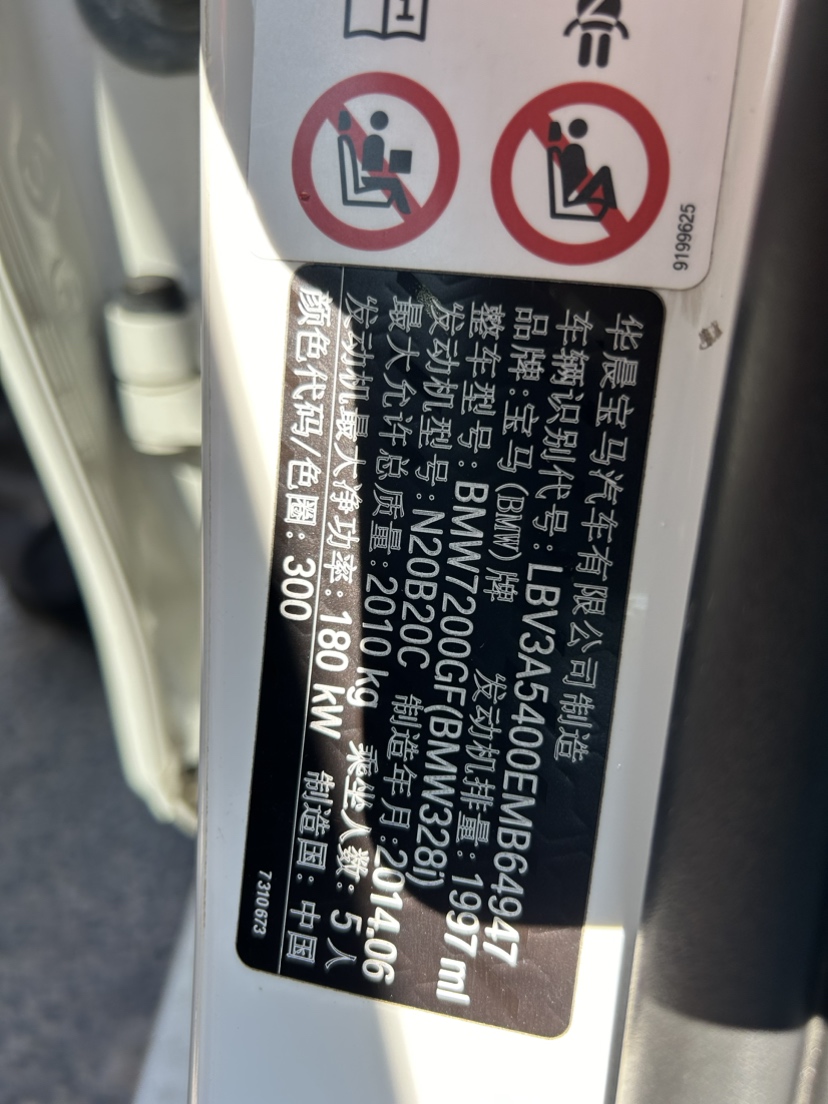 9199625
华晨宝马汽车有限公司制造
车辆识别代号:LBV3A5400EMB64947
品牌:宝马(BMW)牌 发动机排量:1997 ml
整车型号:BMW7200GF(BMW328i)
发动机型号:N20B20C 制造年月:2014.06
最大允许总质量:2010 kg 乘坐人数:5人
发动机最大净功率:180 kW 制造国:中国
颜色代码/色圈:300
7310673